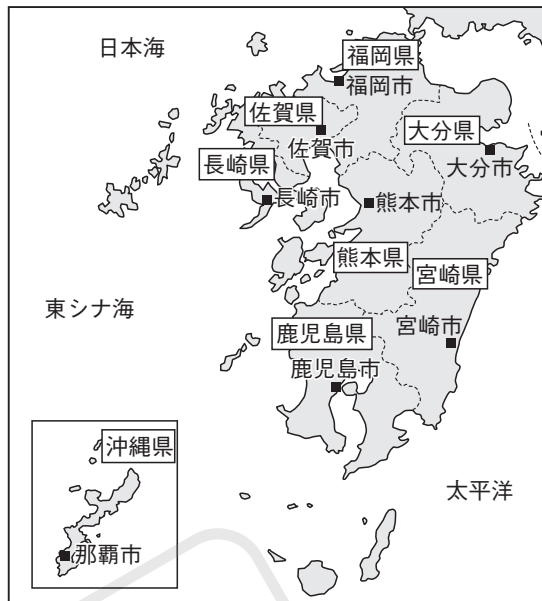 日本海
福岡県
福岡市
佐賀県
佐賀市
大分県
大分市
長崎県
長崎市
熊本市
熊本県
宮崎県
東シナ海
宮崎市
鹿児島県
鹿児島市
太平洋
沖縄県
那覇市